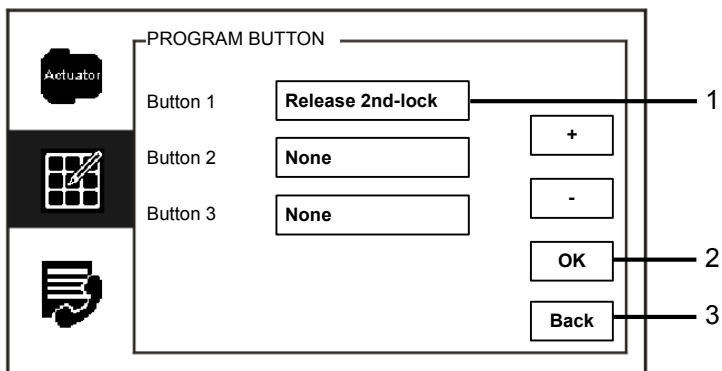 PROGRAM BUTTON
Actuator
Button 1 Release 2nd-lock 1
+
Button 2 None
-
Button 3 None
OK 2
Back 3